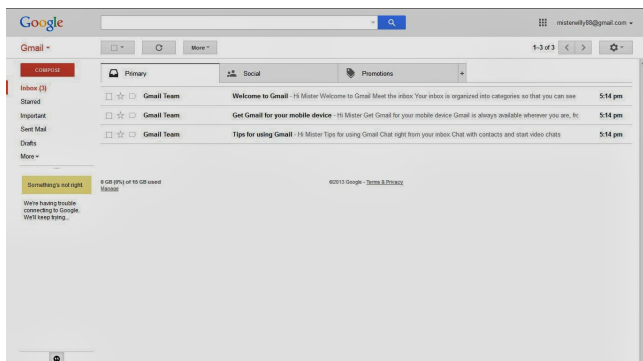 Google
misterwilly88@gmail.com
Gmail
More
1–3 of 3
COMPOSE
Primary
Social
Promotions
+
Inbox (3)
Starred
Important
Sent Mail
Drafts
More
Gmail Team Welcome to Gmail - Hi Mister Welcome to Gmail Meet the inbox Your inbox is organized into categories so that you can see 5:14 pm
Gmail Team Get Gmail for your mobile device - Hi Mister Get Gmail for your mobile device Gmail is always available wherever you are, fr 5:14 pm
Gmail Team Tips for using Gmail - Hi Mister Tips for using Gmail Chat right from your inbox Chat with contacts and start video chats 5:14 pm
Something's not right.
We're having trouble
connecting to Google.
We'll keep trying...
0 GB (0%) of 15 GB used
Manage
©2013 Google - Terms & Privacy